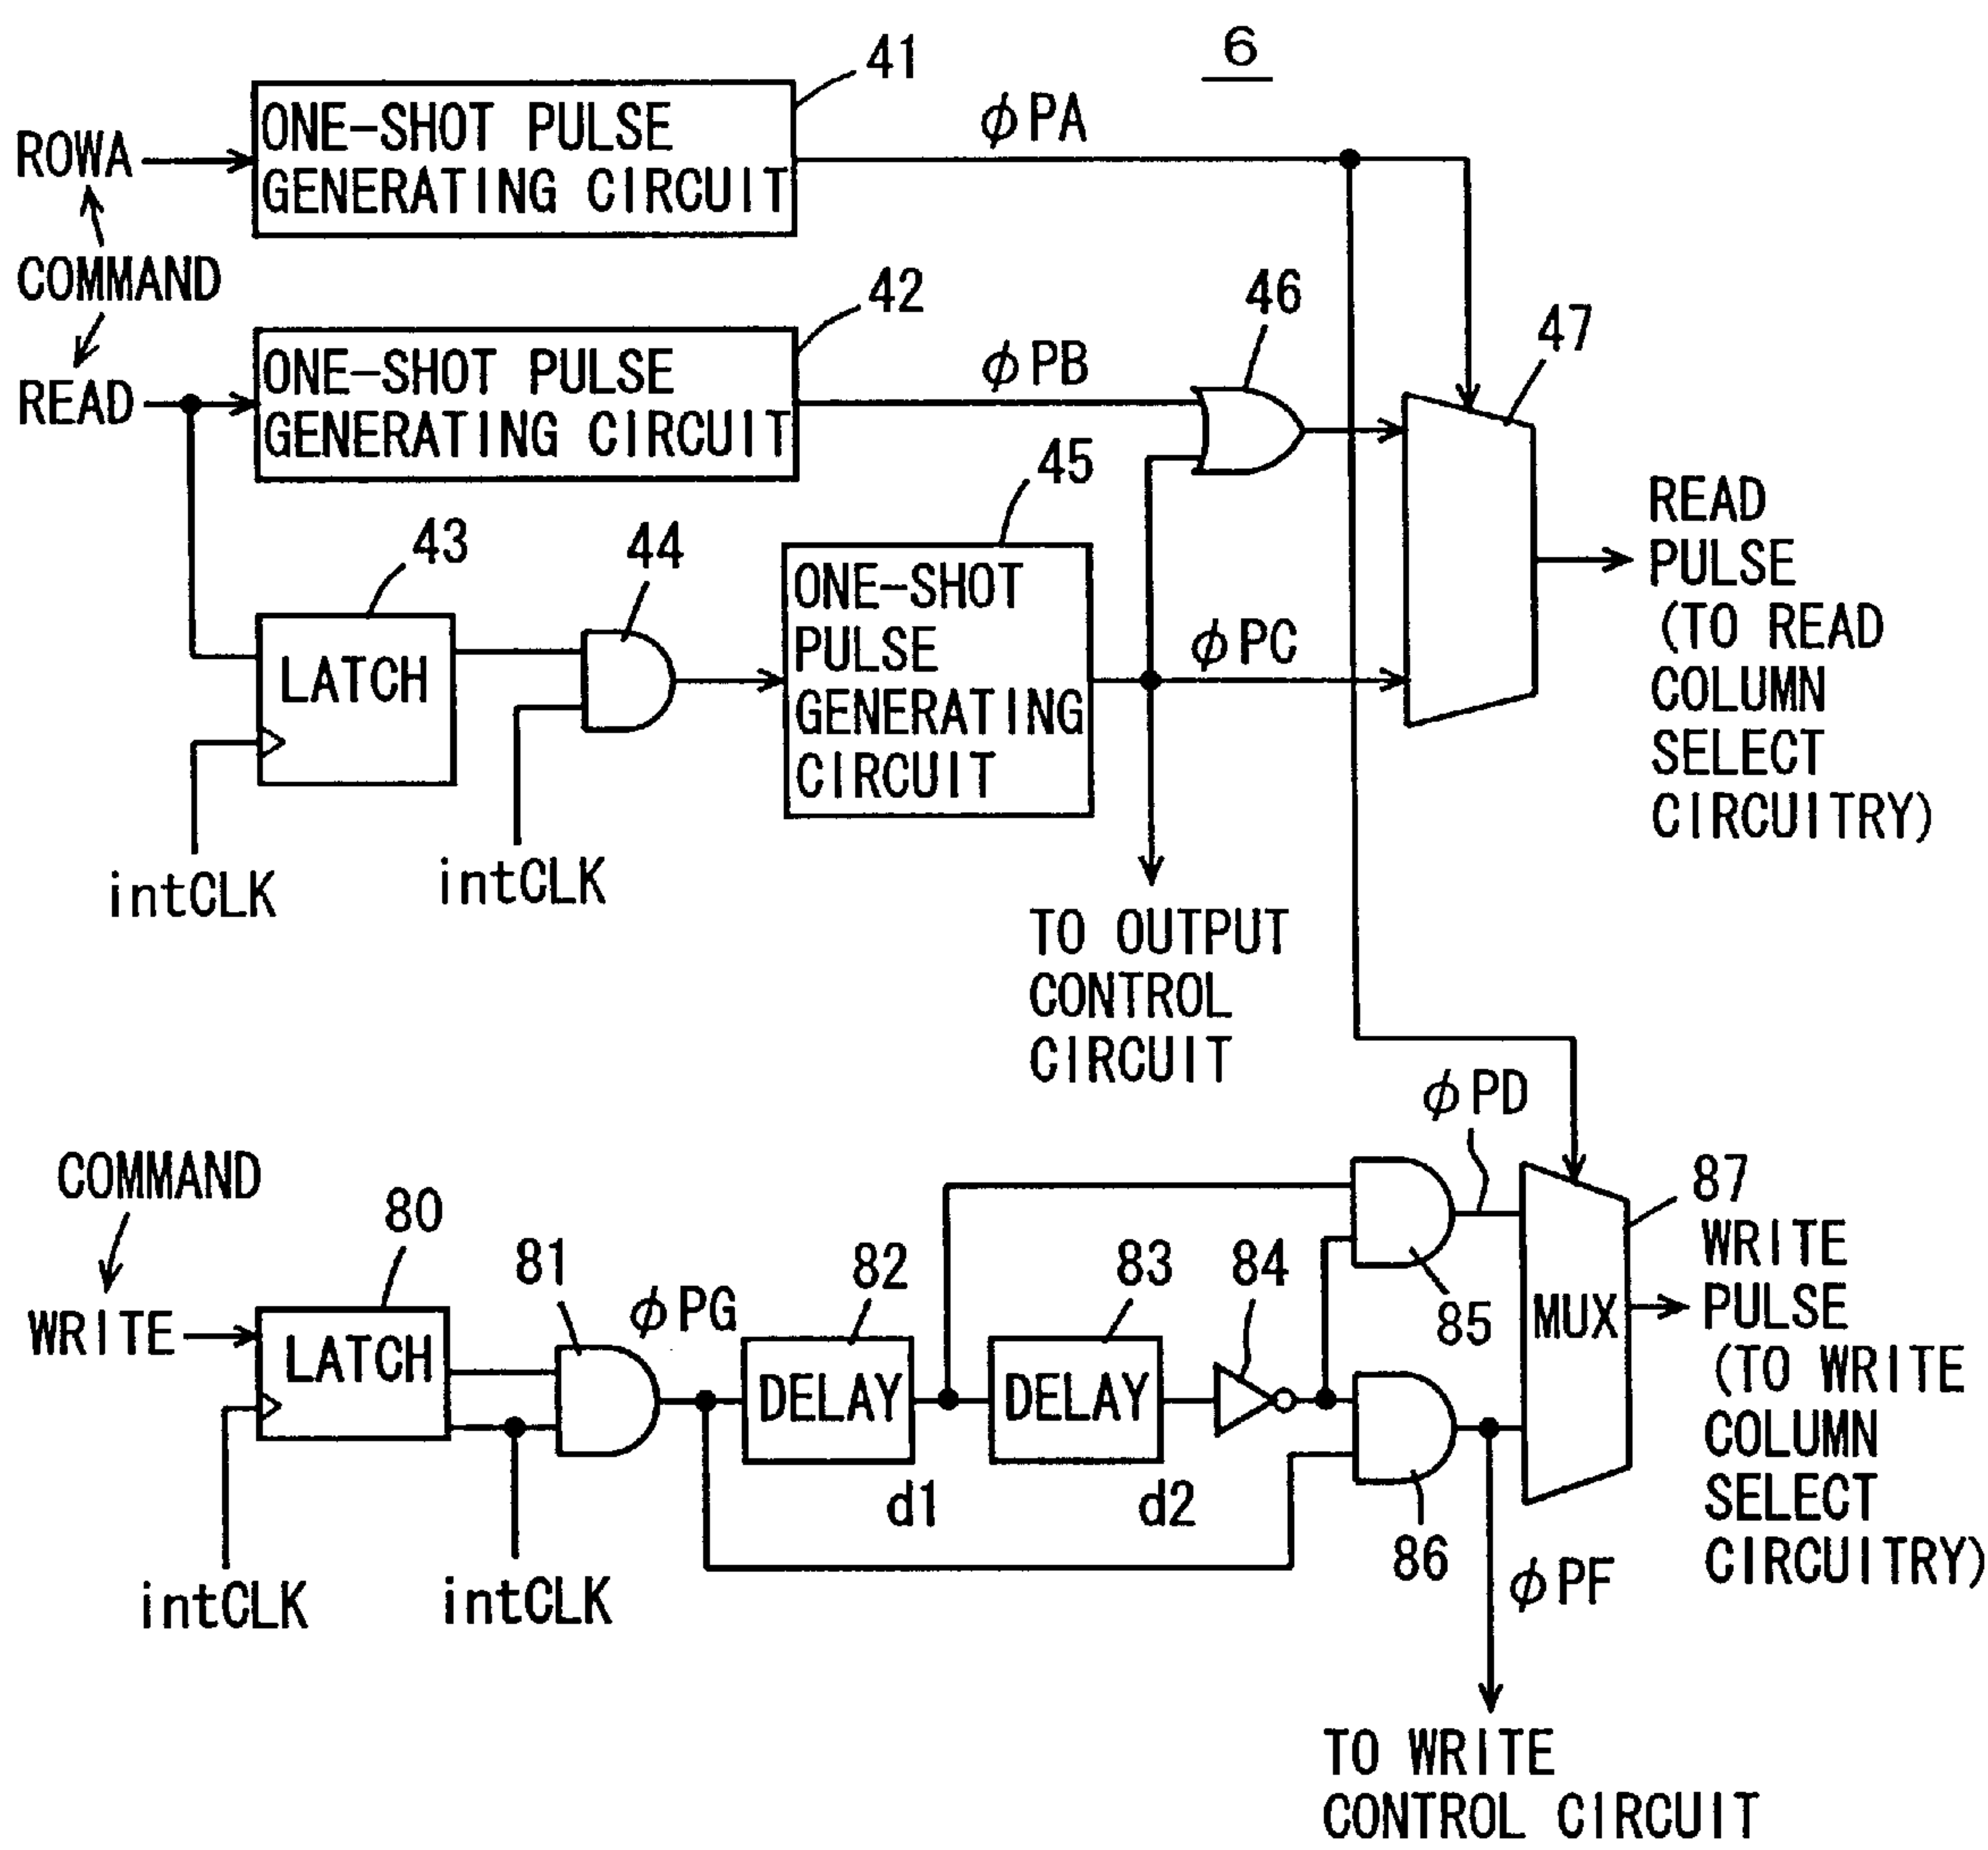 6
41
ONE-SHOT PULSE
GENERATING CIRCUIT
ROWA
φPA
COMMAND
42
46
47
ONE-SHOT PULSE
GENERATING CIRCUIT
READ
φPB
45
43
44
LATCH
ONE-SHOT
PULSE
GENERATING
CIRCUIT
φPC
READ
PULSE
(TO READ
COLUMN
SELECT
CIRCUITRY)
intCLK
intCLK
TO OUTPUT
CONTROL
CIRCUIT
φPD
COMMAND
80
81
82
83
84
85
87
WRITE
LATCH
φPG
DELAY
DELAY
MUX
WRITE
PULSE
(TO WRITE
COLUMN
SELECT
CIRCUITRY)
d1
d2
86
φPF
intCLK
intCLK
TO WRITE
CONTROL CIRCUIT